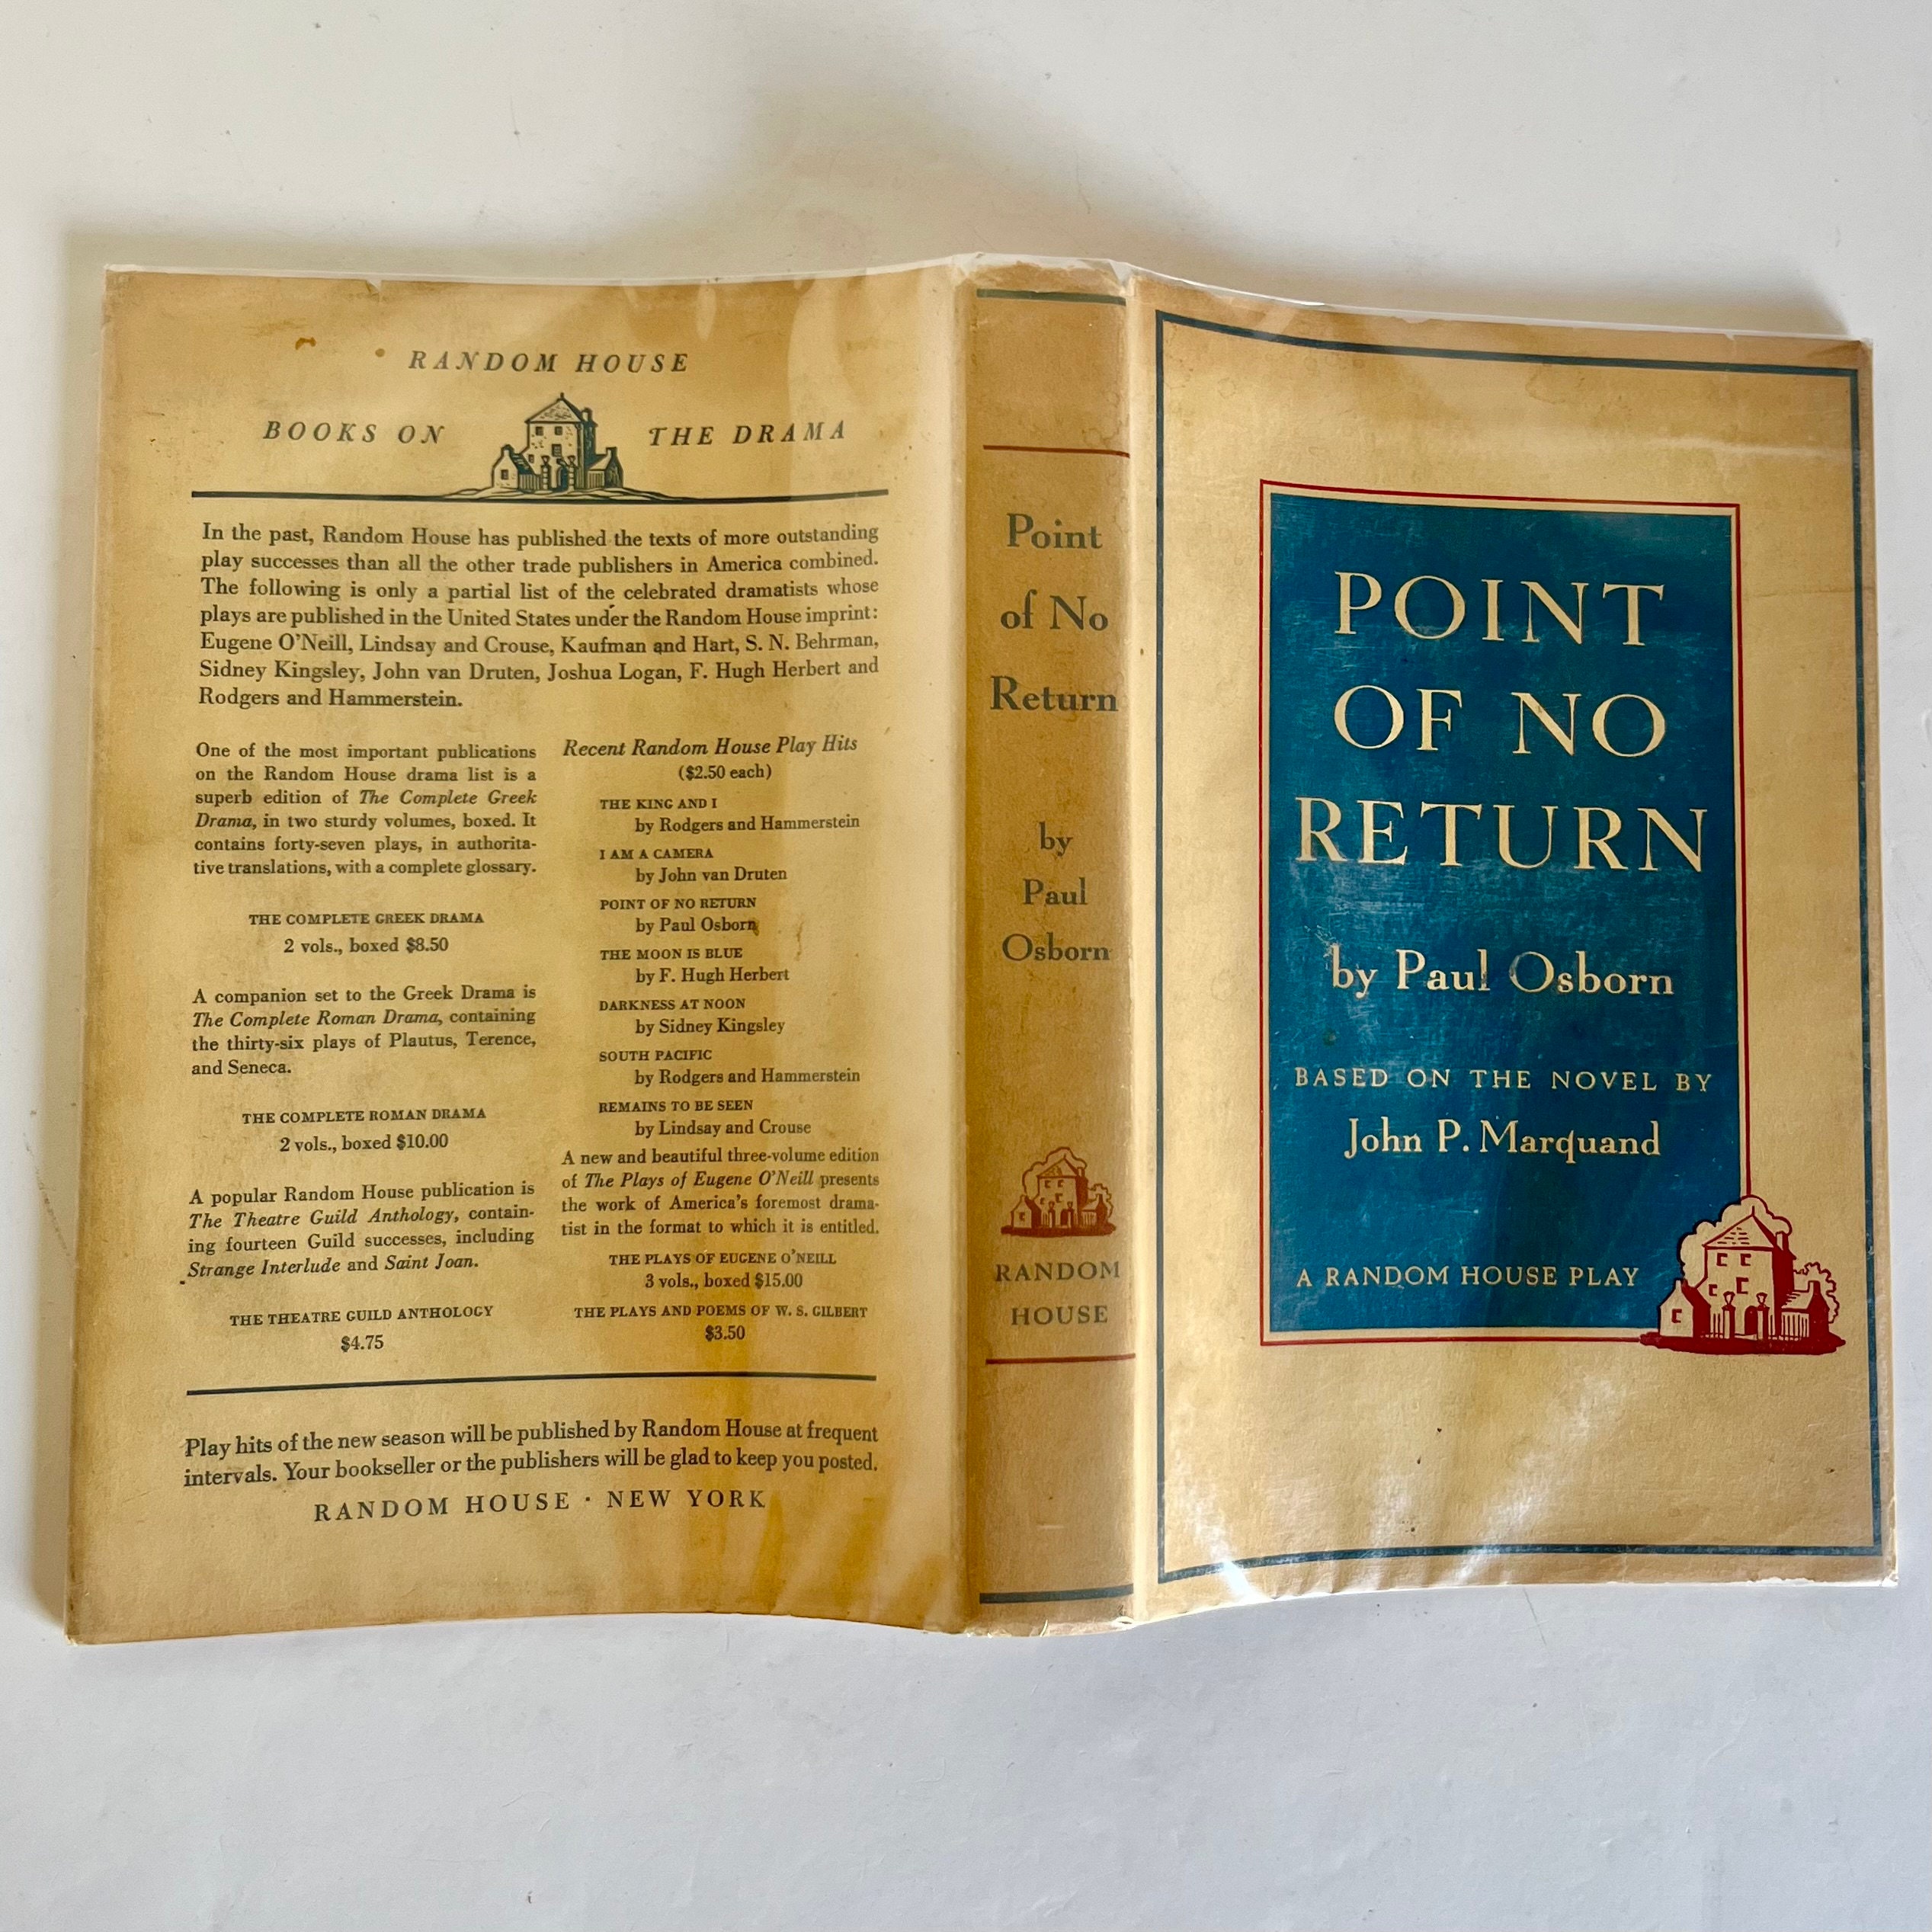 RANDOM HOUSE
BOOKS ON THE DRAMA
In the past, Random House has published the texts of more outstanding
play successes than all the other trade publishers in America combined.
The following is only a partial list of the celebrated dramatists whose
plays are published in the United States under the Random House imprint:
Eugene O'Neill, Lindsay and Crouse, Kaufman and Hart, S. N. Behrman,
Sidney Kingsley, John van Druten, Joshua Logan, F. Hugh Herbert and
Rodgers and Hammerstein.
One of the most important publications
on the Random House drama list is a
superb edition of The Complete Greek
Drama, in two sturdy volumes, boxed. It
contains forty-seven plays, in authorita-
tive translations, with a complete glossary.
THE COMPLETE GREEK DRAMA
2 vols., boxed $8.50
A companion set to the Greek Drama is
The Complete Roman Drama, containing
the thirty-six plays of Plautus, Terence,
and Seneca.
THE COMPLETE ROMAN DRAMA
2 vols., boxed $10.00
A popular Random House publication is
The Theatre Guild Anthology, contain-
ing fourteen Guild successes, including
Strange Interlude and Saint Joan.
THE THEATRE GUILD ANTHOLOGY
$4.75
Recent Random House Play Hits
($2.50 each)
THE KING AND I
by Rodgers and Hammerstein
I AM A CAMERA
by John van Druten
POINT OF NO RETURN
by Paul Osborn
THE MOON IS BLUE
by F. Hugh Herbert
DARKNESS AT NOON
by Sidney Kingsley
SOUTH PACIFIC
by Rodgers and Hammerstein
REMAINS TO BE SEEN
by Lindsay and Crouse
A new and beautiful three-volume edition
of The Plays of Eugene O'Neill presents
the work of America's foremost drama-
tist in the format to which it is entitled.
THE PLAYS OF EUGENE O'NEILL
3 vols., boxed $15.00
THE PLAYS AND POEMS OF W. S. GILBERT
$3.50
Play hits of the new season will be published by Random House at frequent
intervals. Your bookseller or the publishers will be glad to keep you posted.
RANDOM HOUSE · NEW YORK
Point
of No
Return
by
Paul
Osborn
RANDOM
HOUSE
POINT
OF NO
RETURN
by Paul Osborn
BASED ON THE NOVEL BY
John P. Marquand
A RANDOM HOUSE PLAY